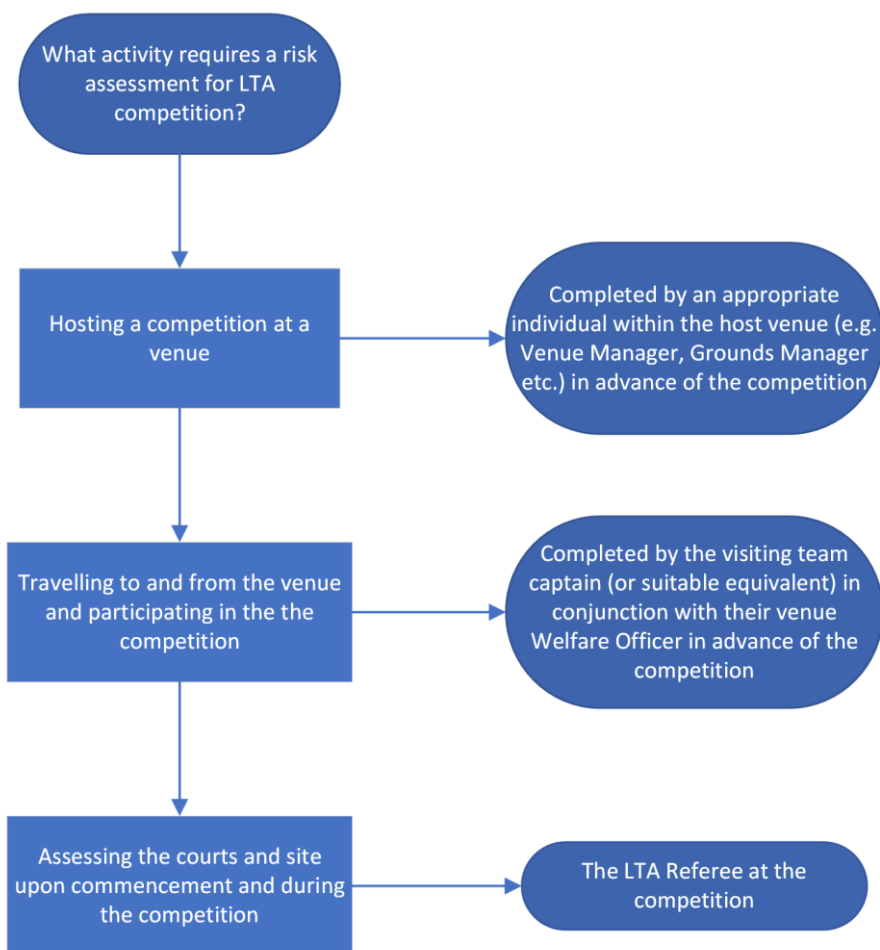 What activity requires a risk
assessment for LTA
competition?
Hosting a competition at a
venue
Completed by an appropriate
individual within the host venue (e.g.
Venue Manager, Grounds Manager
etc.) in advance of the competition
Travelling to and from the venue
and participating in the the
competition
Completed by the visiting team
captain (or suitable equivalent) in
conjunction with their venue
Welfare Officer in advance of the
competition
Assessing the courts and site
upon commencement and during
the competition
The LTA Referee at the
competition